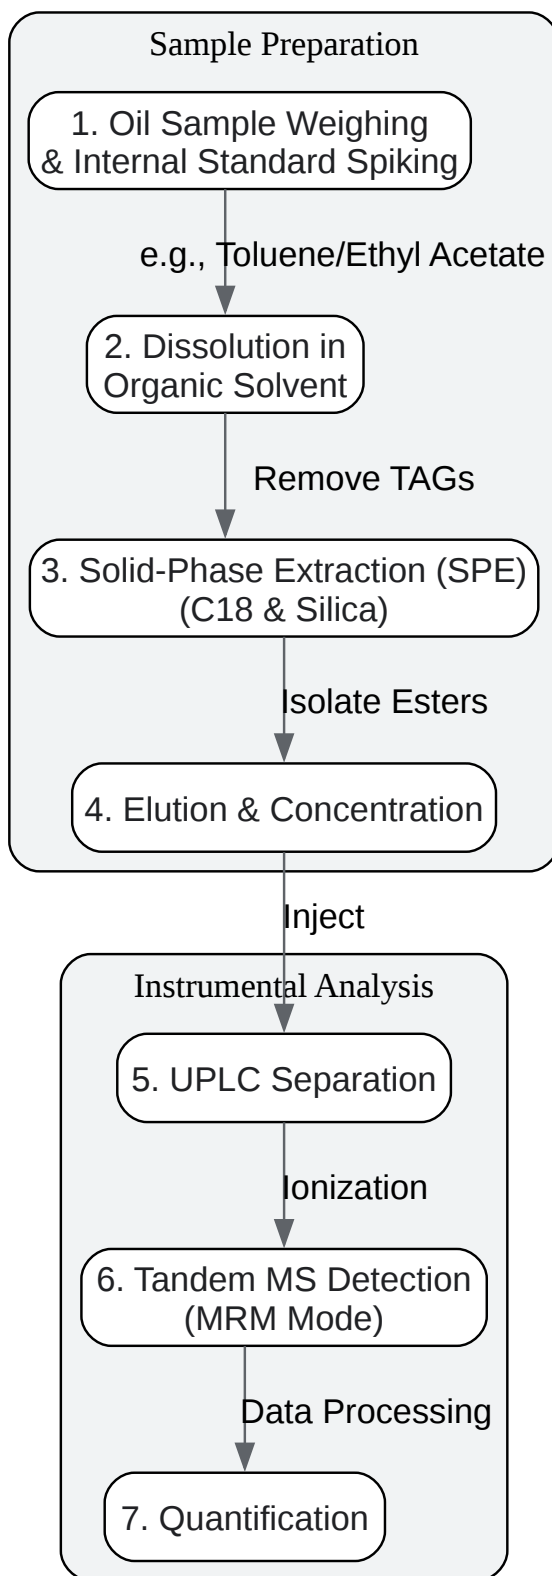 Sample Preparation
1. Oil Sample Weighing
& Internal Standard Spiking
e.g., Toluene/Ethyl Acetate
2. Dissolution in
Organic Solvent
Remove TAGs
3. Solid-Phase Extraction (SPE)
(C18 & Silica)
Isolate Esters
4. Elution & Concentration
Inject
Instrumental Analysis
5. UPLC Separation
Ionization
6. Tandem MS Detection
(MRM Mode)
Data Processing
7. Quantification